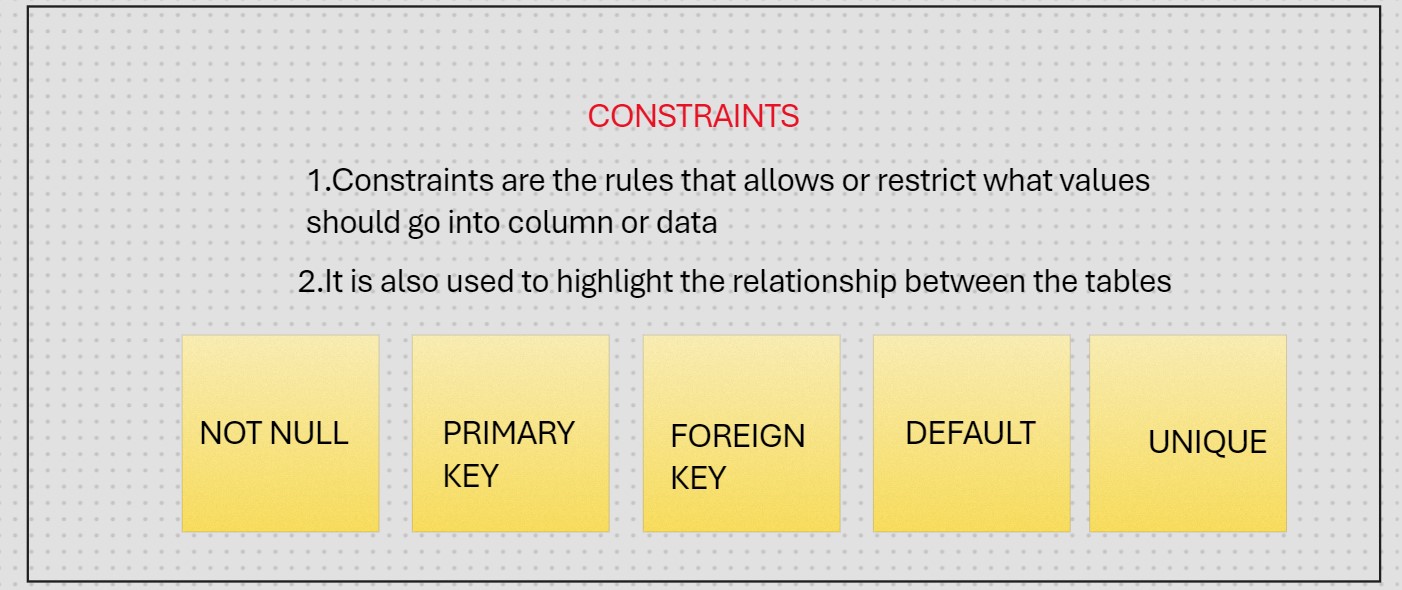 CONSTRAINTS
1.Constraints are the rules that allows or restrict what values
should go into column or data
2.It is also used to highlight the relationship between the tables
NOT NULL
PRIMARY
KEY
FOREIGN
KEY
DEFAULT
UNIQUE